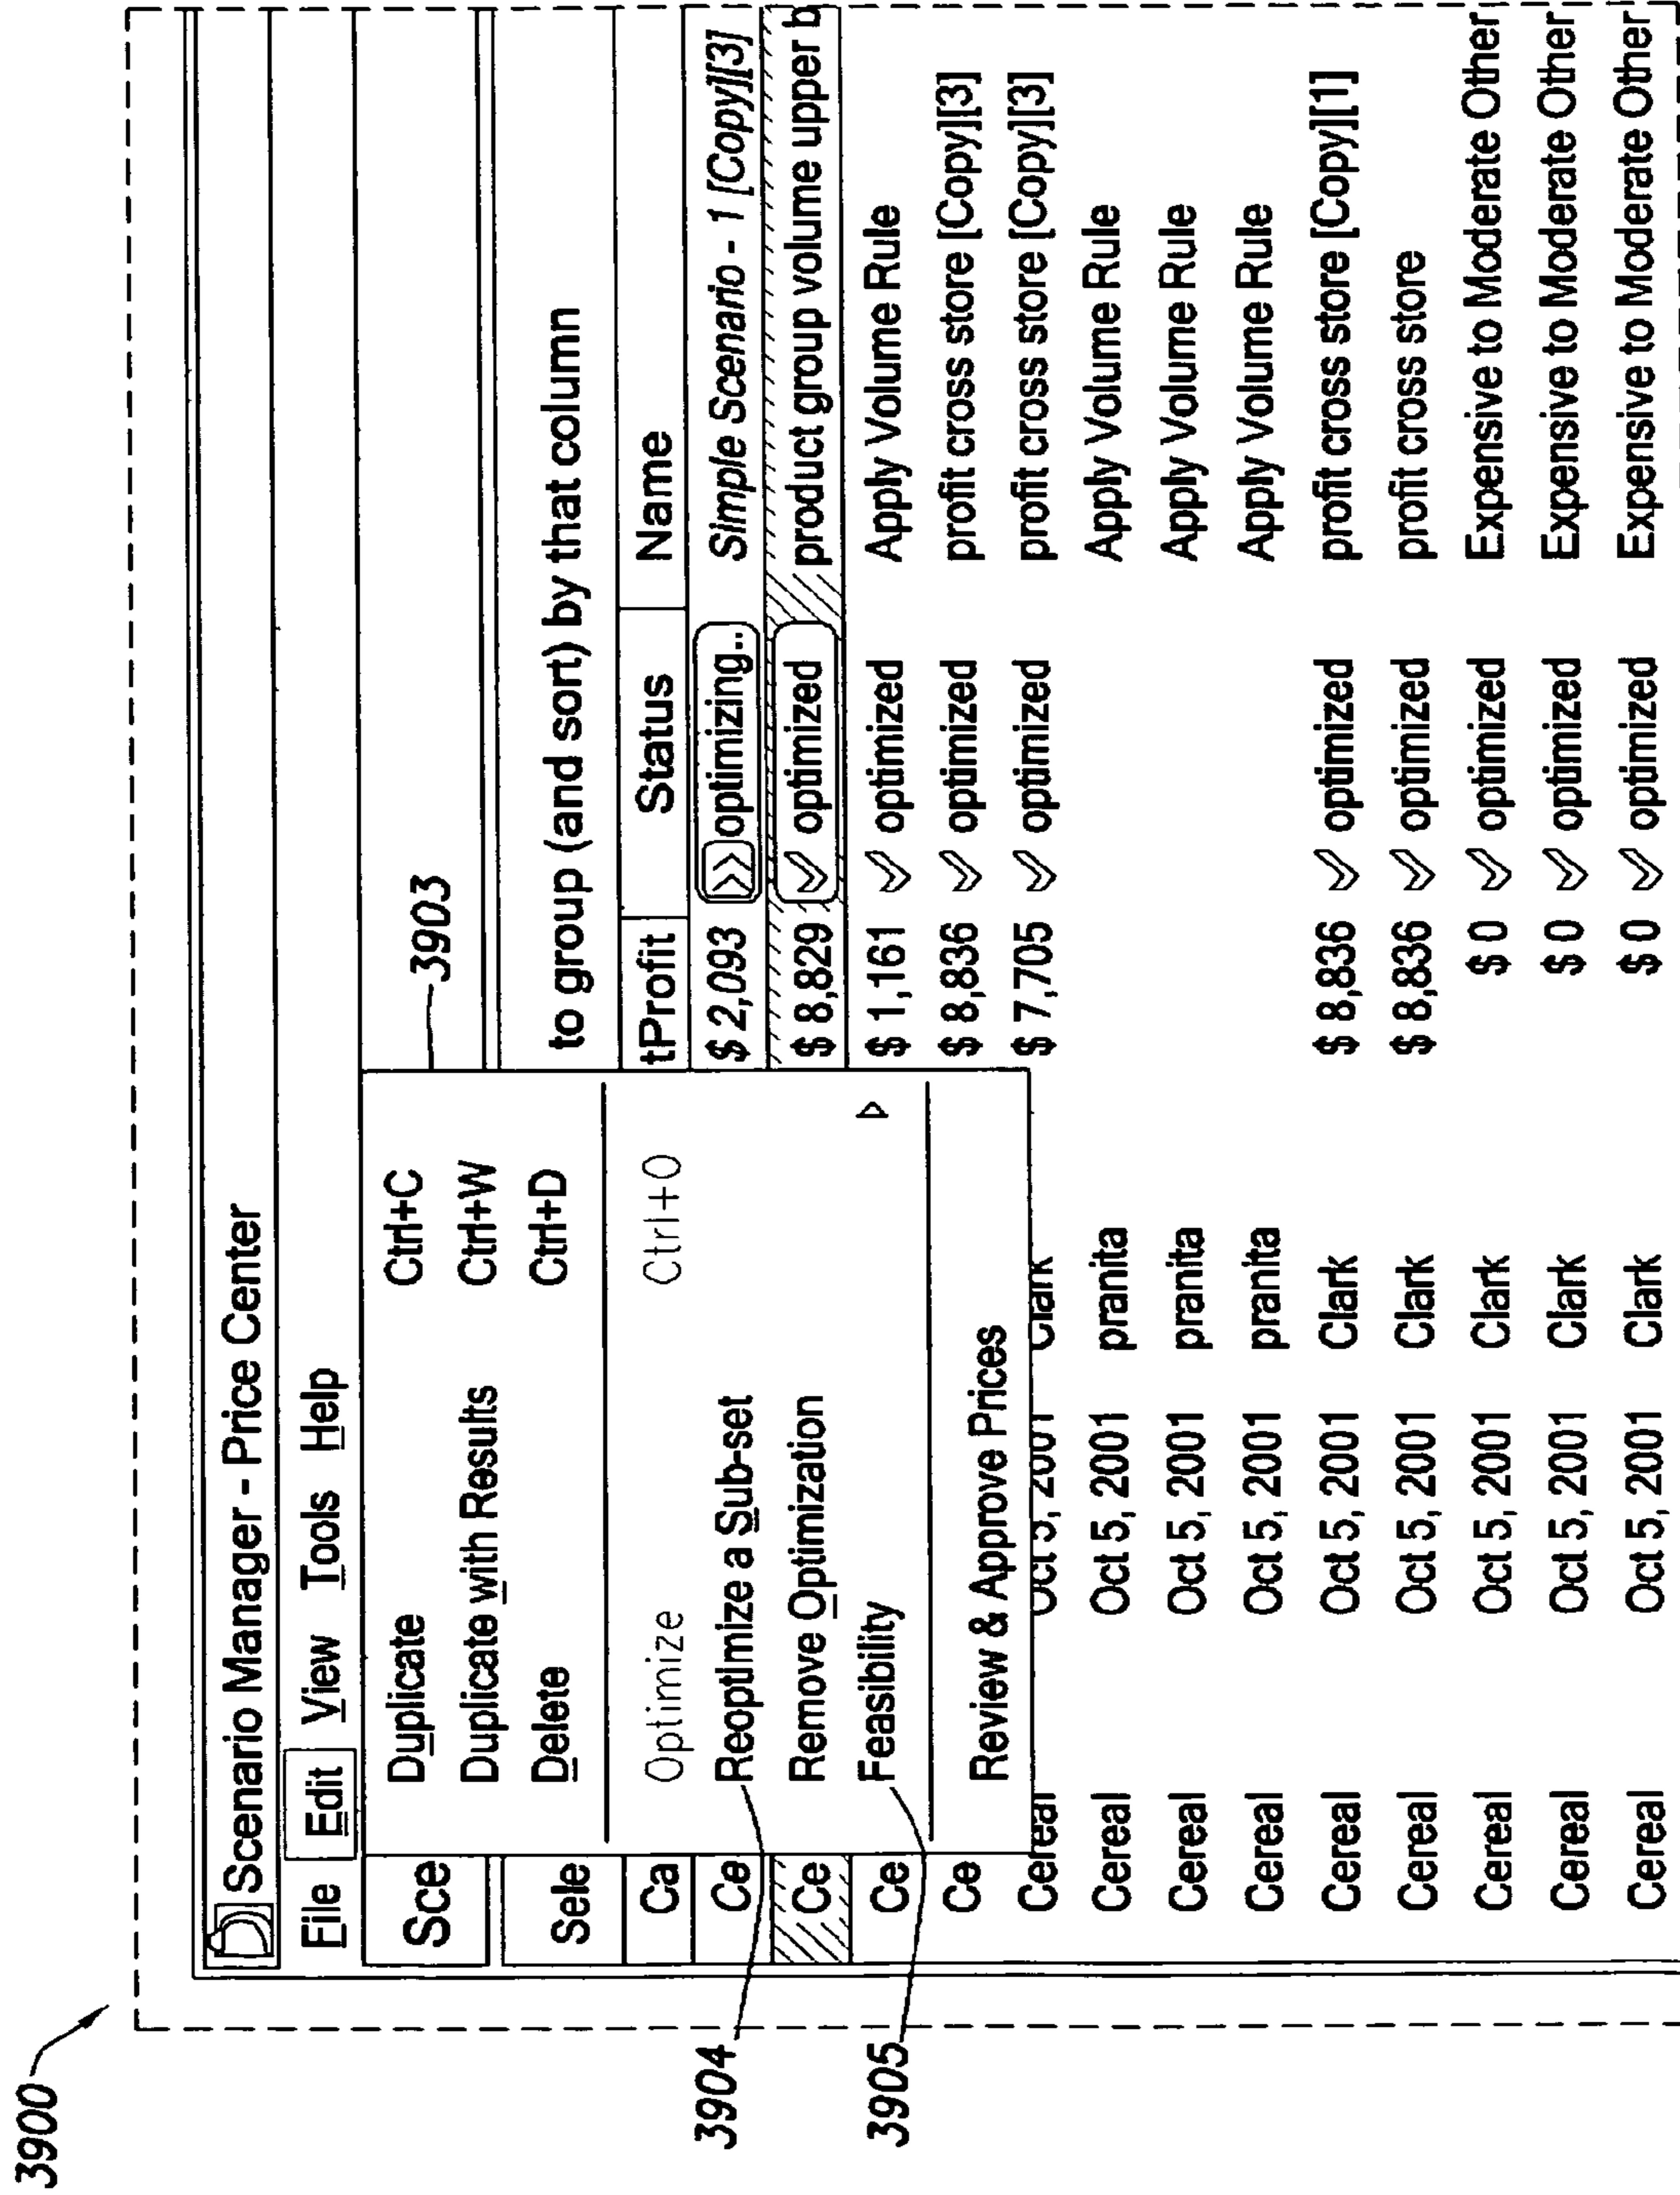 3900
Scenario Manager - Price Center
File Edit View Tools Help
Duplicate Ctrl+C
Duplicate with Results Ctrl+W
Delete Ctrl+D
Optimize Ctrl+O
Reoptimize a Sub-set
Remove Optimization
Feasibility
Review & Approve Prices
3903
3904
3905
Sce
Sele to group (and sort) by that column
Ca tProfit Status Name
Ce $ 2,093 optimizing.. Simple Scenario - 1 [Copy][3]
Ce $ 8,829 optimized product group volume upper b
Ce $ 1,161 optimized Apply Volume Rule
Ce $ 8,836 optimized profit cross store [Copy][3]
Cereal Oct 5, 2001 Clark $ 7,705 optimized profit cross store [Copy][3]
Cereal Oct 5, 2001 pranita Apply Volume Rule
Cereal Oct 5, 2001 pranita Apply Volume Rule
Cereal Oct 5, 2001 pranita Apply Volume Rule
Cereal Oct 5, 2001 Clark $ 8,836 optimized profit cross store [Copy][1]
Cereal Oct 5, 2001 Clark $ 8,836 optimized profit cross store
Cereal Oct 5, 2001 Clark $ 0 optimized Expensive to Moderate Other
Cereal Oct 5, 2001 Clark $ 0 optimized Expensive to Moderate Other
Cereal Oct 5, 2001 Clark $ 0 optimized Expensive to Moderate Other